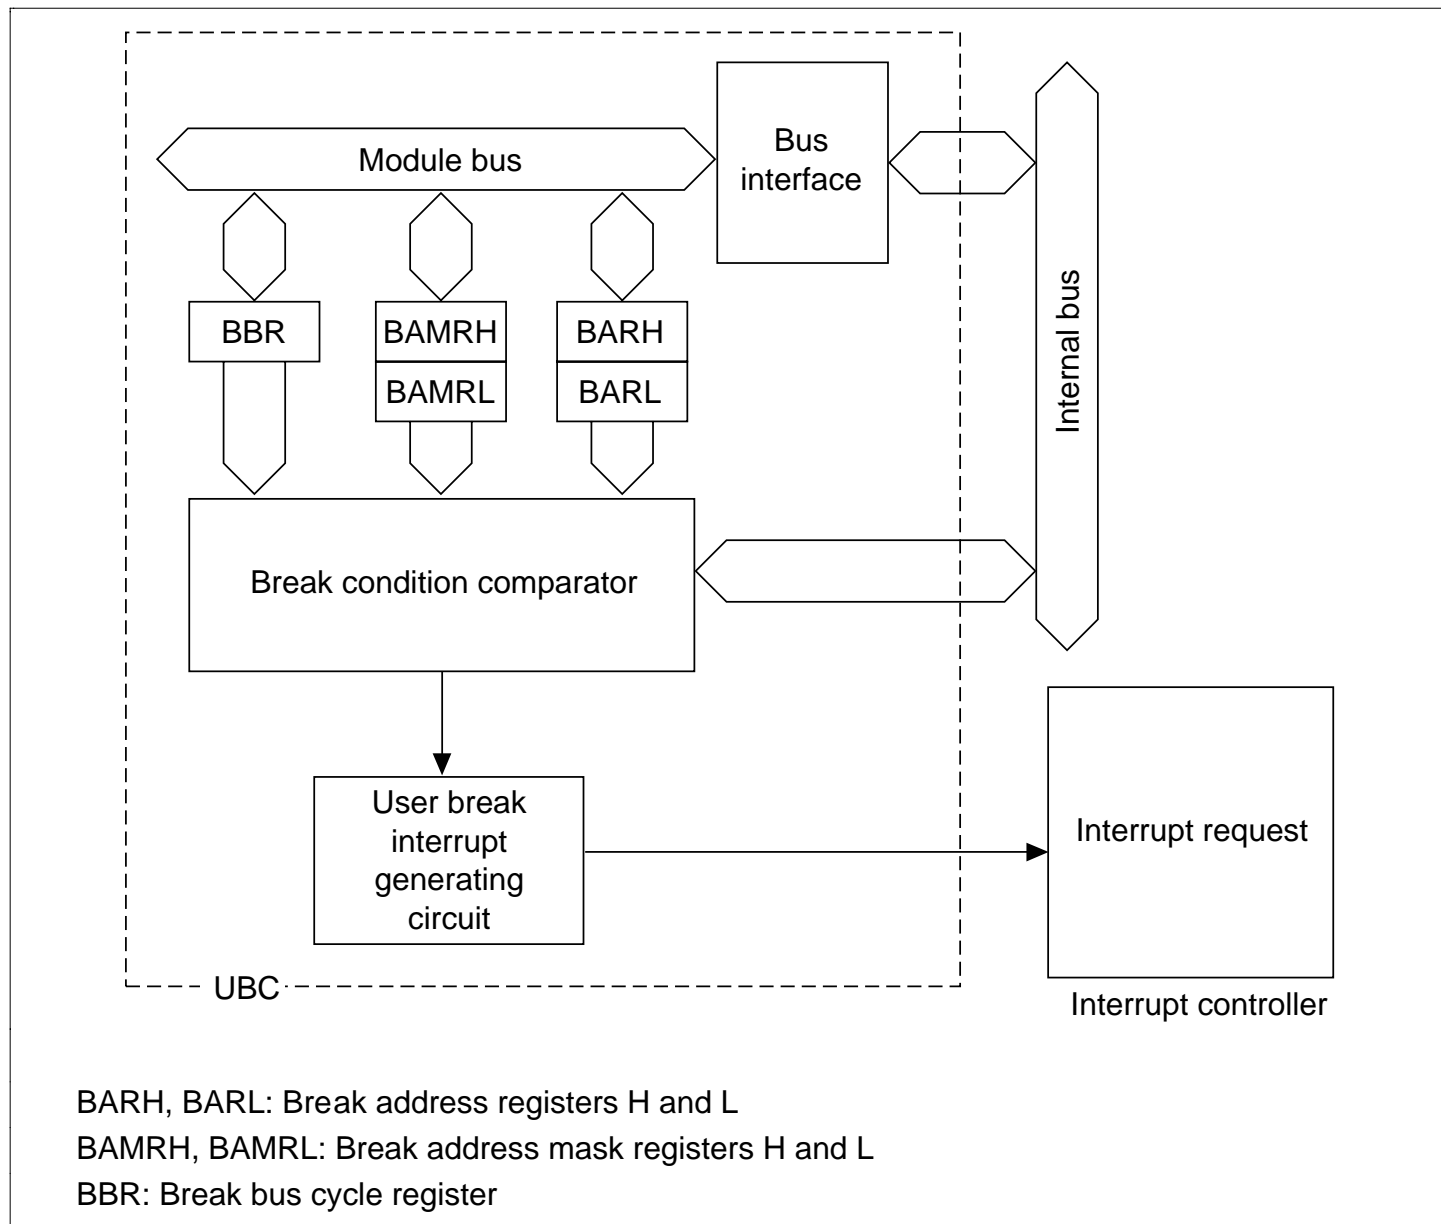 Bus
interface
Module bus
Internal bus
BBR
BAMRH
BARH
BAMRL
BARL
Break condition comparator
User break
interrupt
generating
circuit
Interrupt request
UBC
Interrupt controller
BARH, BARL: Break address registers H and L
BAMRH, BAMRL: Break address mask registers H and L
BBR: Break bus cycle register